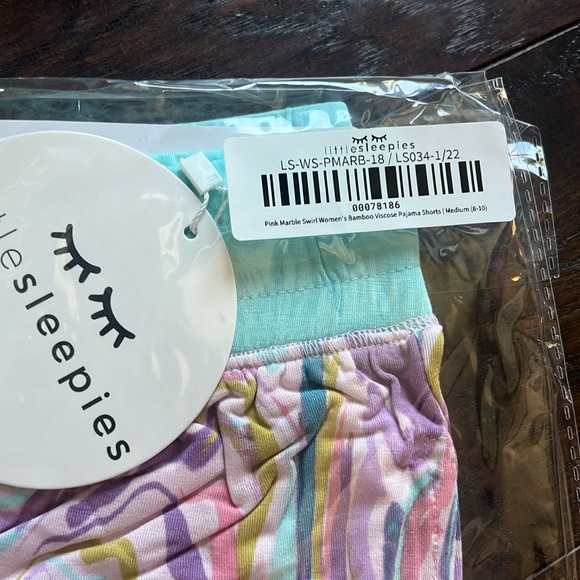 littlesleepies
LS-WS-PMARB-18 / LS034-1/22
00078186
Pink Marble Swirl Women's Bamboo Viscose Pajama Shorts | Medium (8-10)
tlesleepies